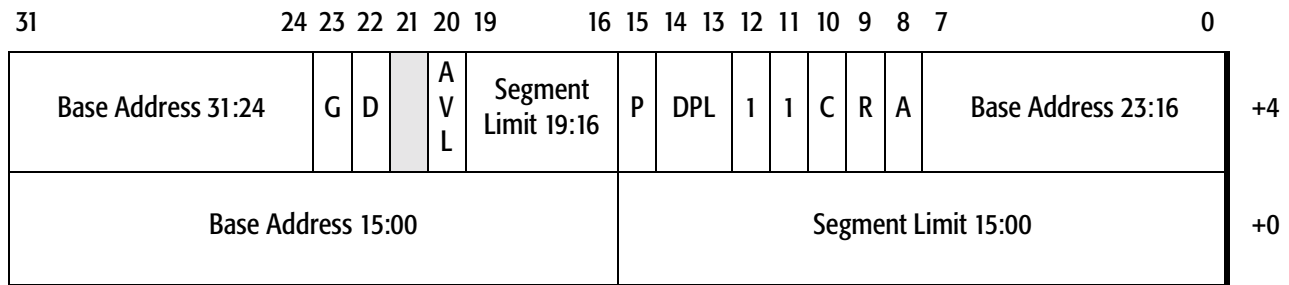 31 24 23 22 21 20 19 16 15 14 13 12 11 10 9 8 7 0
Base Address 31:24 G D A V L Segment Limit 19:16 P DPL 1 1 C R A Base Address 23:16 +4
Base Address 15:00 Segment Limit 15:00 +0